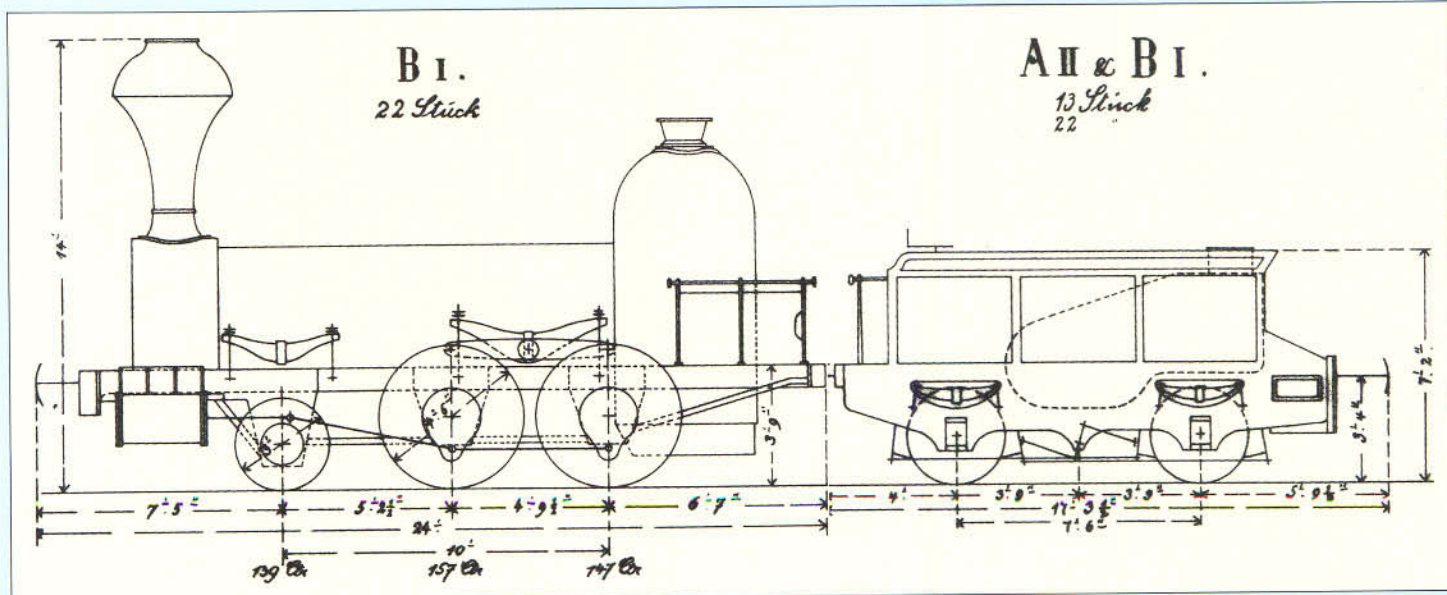 B I.
22 Stück
A II & B I.
13 Stück
22 "
14'
7' 5"
5' 2½"
4' 9½"
6' 7"
24'
10'
139 Ctr
157 Ctr
147 Ctr
3' 9"
7' 2"
3' 4"
4'
3' 9"
3' 9"
5' 9½"
17' 3½"
7' 6"